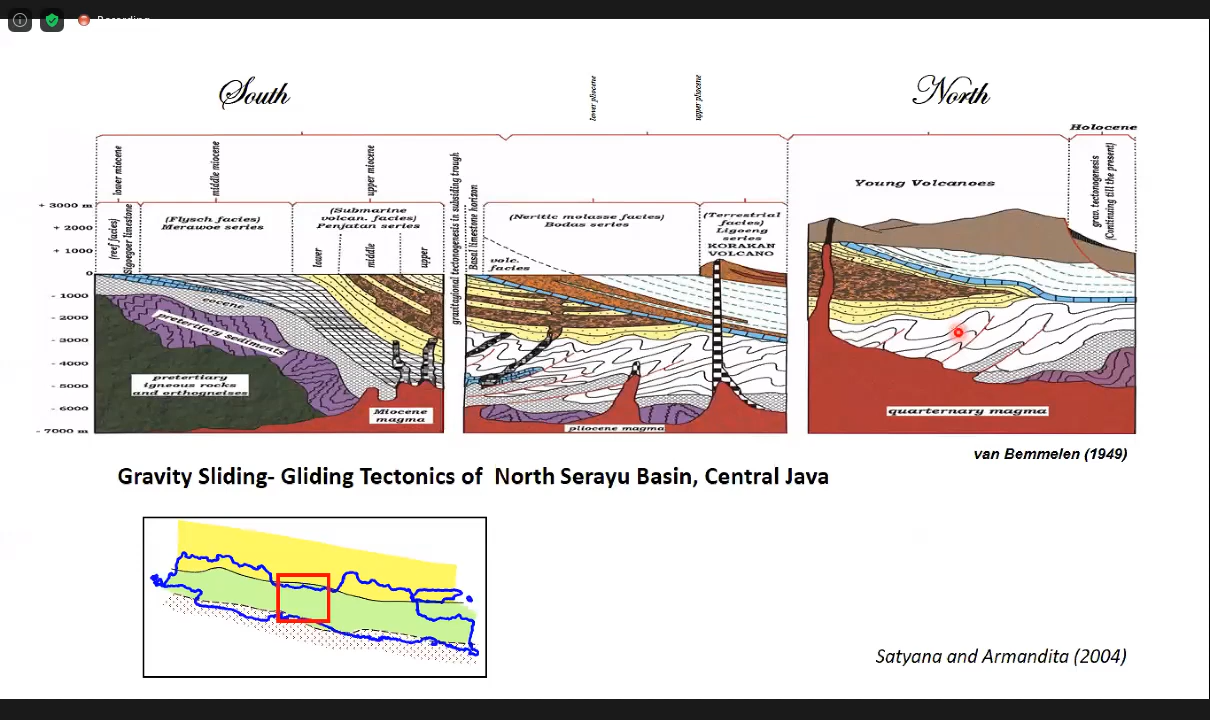 Recording
South
North
lower pliocene
upper pliocene
Holocene
lower miocene
middle miocene
upper miocene
gravitagional tectonogenesis in subsiding trough
Basal limestone horizon
Young Volcanoes
grav. tectonogenesis
(Continuing till the present)
+ 3000 m
+ 2000
+ 1000
0
- 1000
- 2000
- 3000
- 4000
- 5000
- 6000
- 7000 m
(reef facies)
Sigoegoer limestone
(Flysch facies)
Merawoe series
(Submarine
volcan. facies)
Penjatan series
lower
middle
upper
(Neritic molasse facies)
Bodas series
volc.
facies
(Terrestrial
facies)
Ligoeng
series
KORAKAN
VOLCANO
eocene
pretertiary sediments
pretertiary
igneous rocks
and orthogneises
Miocene
magma
pliocene magma
quarternary magma
van Bemmelen (1949)
Gravity Sliding- Gliding Tectonics of North Serayu Basin, Central Java
Satyana and Armandita (2004)